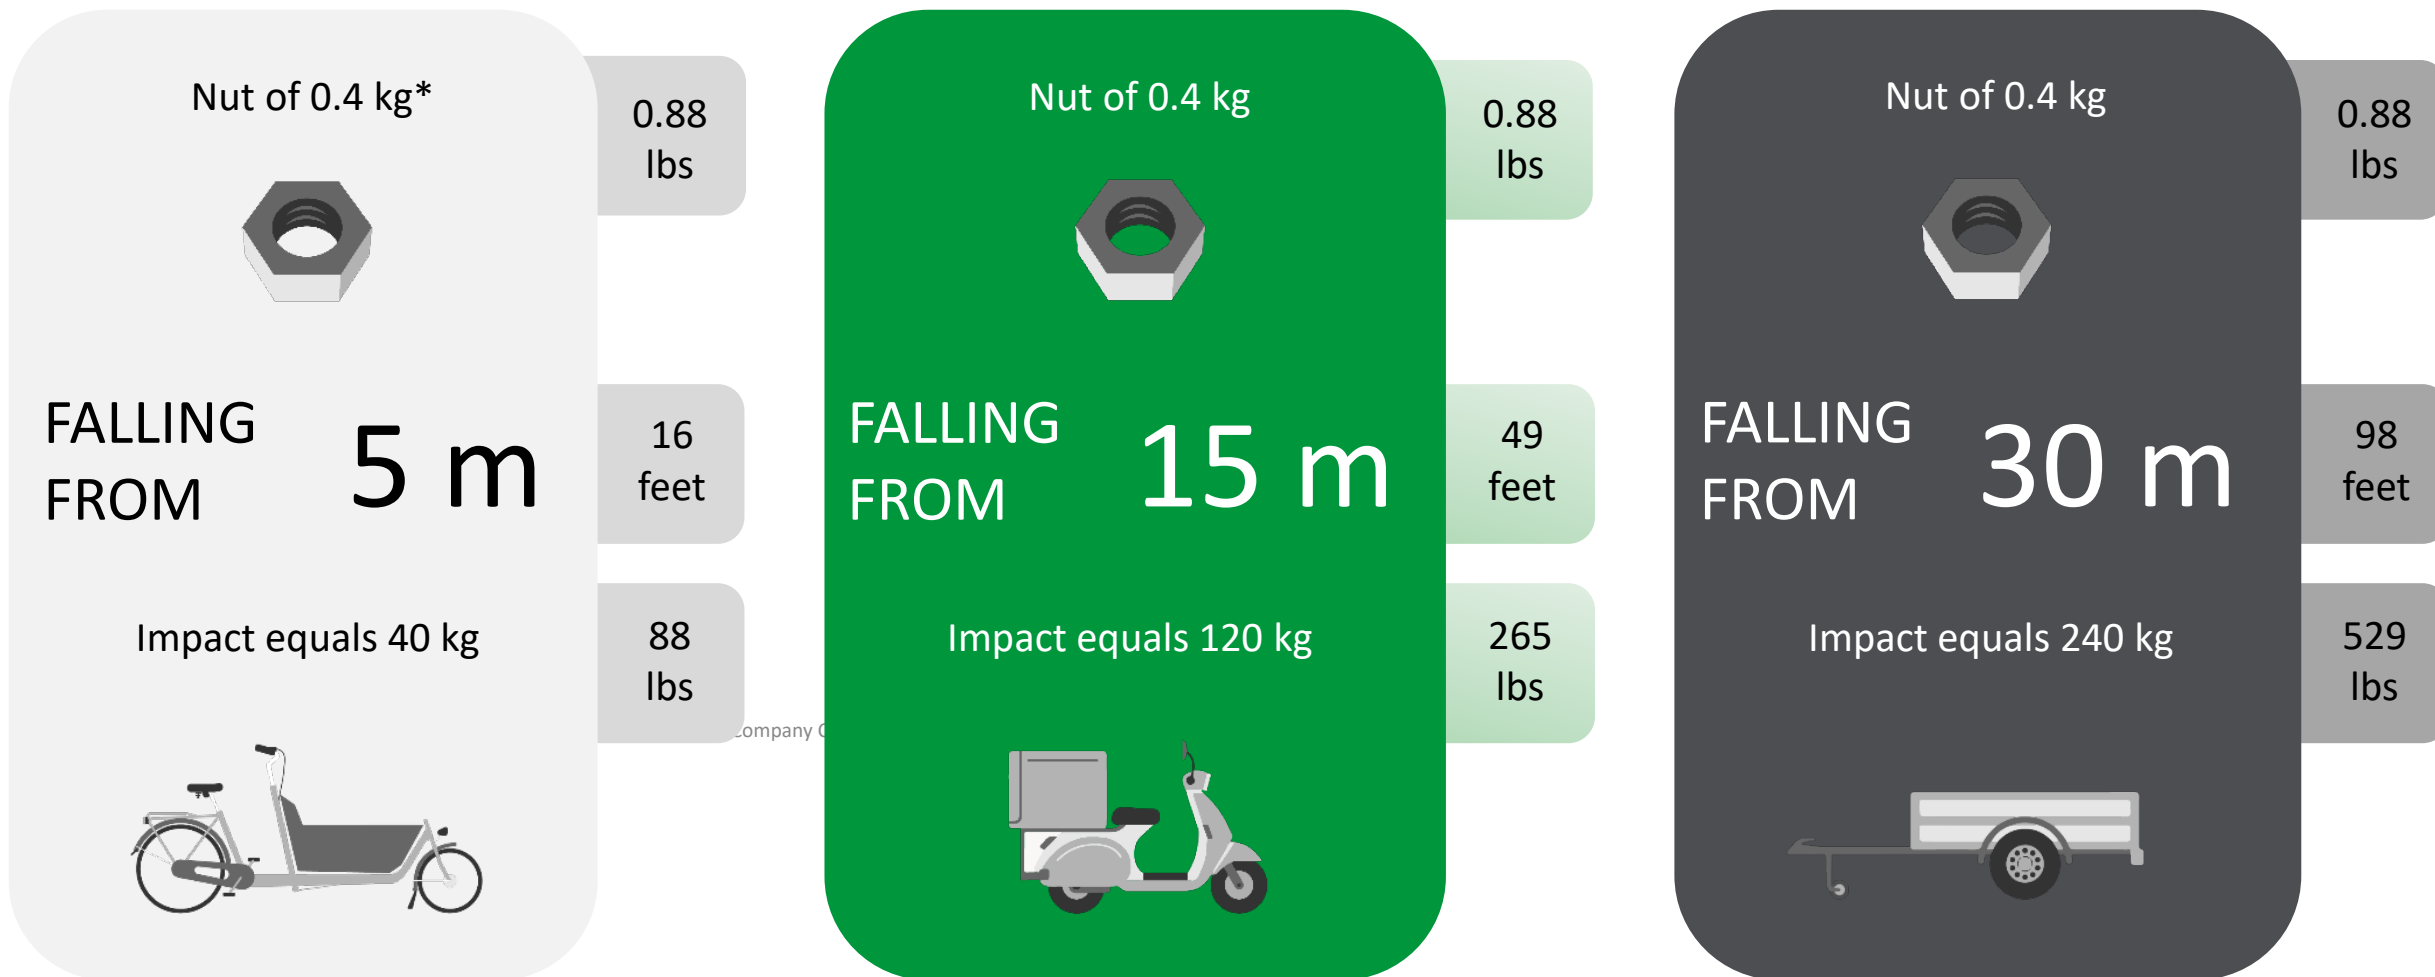 Nut of 0.4 kg*
0.88
lbs
FALLING
FROM
5 m
16
feet
Impact equals 40 kg
88
lbs
Nut of 0.4 kg
0.88
lbs
FALLING
FROM
15 m
49
feet
Impact equals 120 kg
265
lbs
Nut of 0.4 kg
0.88
lbs
FALLING
FROM
30 m
98
feet
Impact equals 240 kg
529
lbs